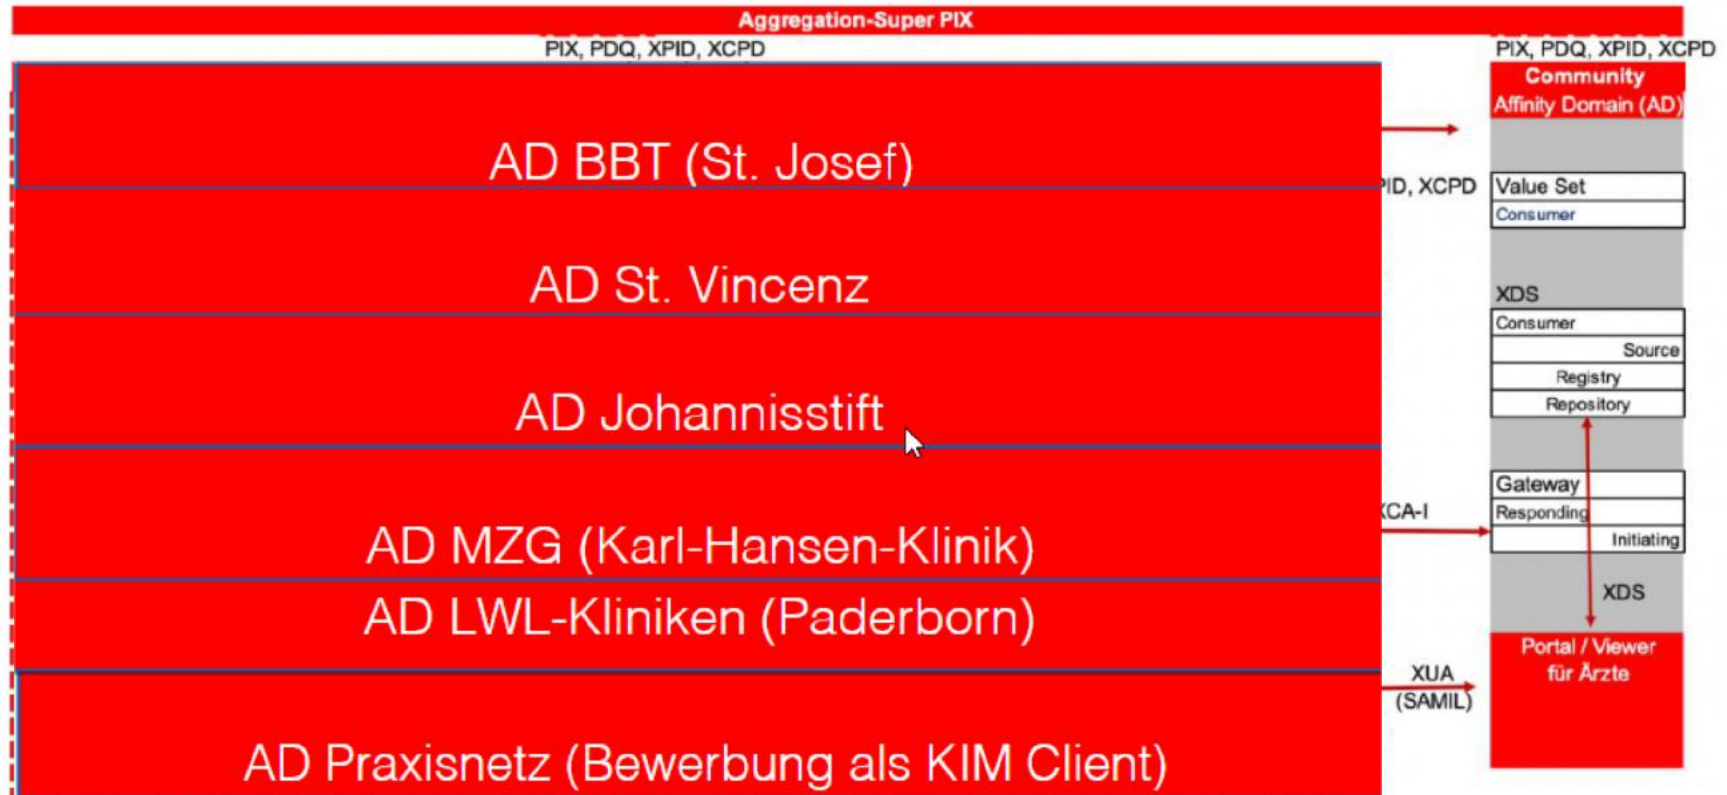 Aggregation-Super PIX
PIX, PDQ, XPID, XCPD
PIX, PDQ, XPID, XCPD
AD BBT (St. Josef)
AD St. Vincenz
AD Johannisstift
AD MZG (Karl-Hansen-Klinik)
AD LWL-Kliniken (Paderborn)
AD Praxisnetz (Bewerbung als KIM Client)
PID, XCPD
XCA-I
XUA
(SAMIL)
Community
Affinity Domain (AD)
Value Set
Consumer
XDS
Consumer
Source
Registry
Repository
Gateway
Responding
Initiating
XDS
Portal / Viewer
für Ärzte